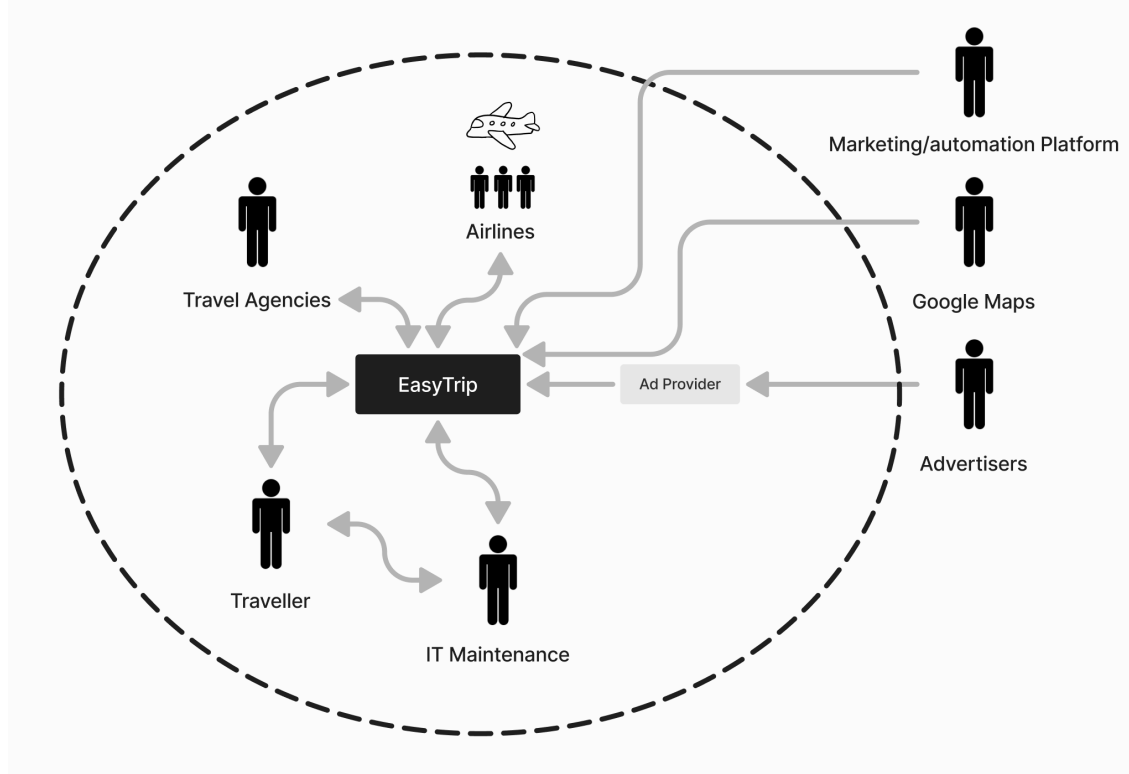 Marketing/automation Platform
Airlines
Travel Agencies
Google Maps
EasyTrip
Ad Provider
Advertisers
Traveller
IT Maintenance